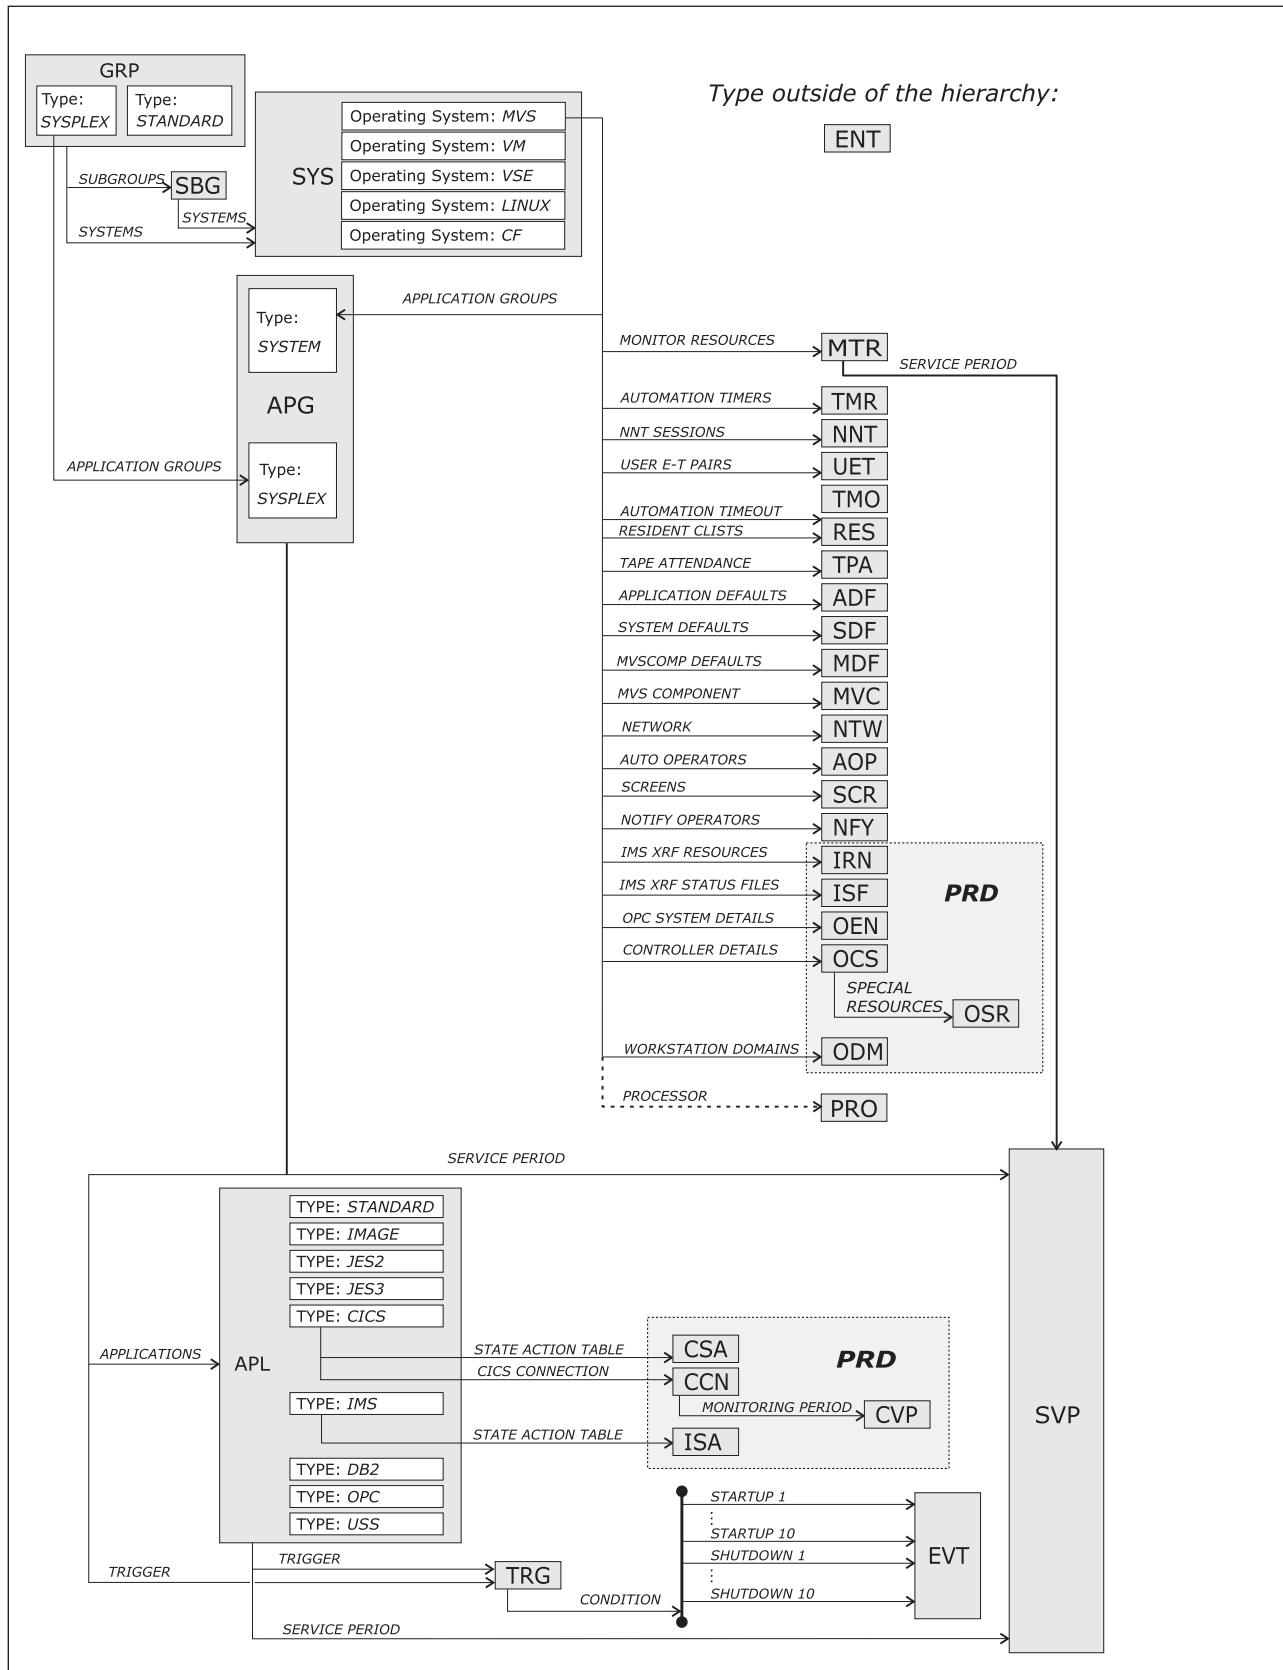 GRP
Type:
SYSPLEX
Type:
STANDARD
Type outside of the hierarchy:
ENT
SYS
Operating System: MVS
Operating System: VM
Operating System: VSE
Operating System: LINUX
Operating System: CF
SUBGROUPS
SBG
SYSTEMS
SYSTEMS
APPLICATION GROUPS
Type:
SYSTEM
APG
Type:
SYSPLEX
APPLICATION GROUPS
MONITOR RESOURCES
MTR
SERVICE PERIOD
AUTOMATION TIMERS
TMR
NNT SESSIONS
NNT
USER E-T PAIRS
UET
TMO
AUTOMATION TIMEOUT
RESIDENT CLISTS
RES
TAPE ATTENDANCE
TPA
APPLICATION DEFAULTS
ADF
SYSTEM DEFAULTS
SDF
MVSCOMP DEFAULTS
MDF
MVS COMPONENT
MVC
NETWORK
NTW
AUTO OPERATORS
AOP
SCREENS
SCR
NOTIFY OPERATORS
NFY
IMS XRF RESOURCES
IRN
PRD
IMS XRF STATUS FILES
ISF
OPC SYSTEM DETAILS
OEN
CONTROLLER DETAILS
OCS
SPECIAL
RESOURCES
OSR
WORKSTATION DOMAINS
ODM
PROCESSOR
PRO
SERVICE PERIOD
TYPE: STANDARD
TYPE: IMAGE
TYPE: JES2
TYPE: JES3
TYPE: CICS
APPLICATIONS
APL
STATE ACTION TABLE
CSA
PRD
CICS CONNECTION
CCN
TYPE: IMS
MONITORING PERIOD
CVP
SVP
STATE ACTION TABLE
ISA
TYPE: DB2
TYPE: OPC
TYPE: USS
STARTUP 1
STARTUP 10
SHUTDOWN 1
SHUTDOWN 10
EVT
TRIGGER
TRIGGER
TRG
CONDITION
SERVICE PERIOD